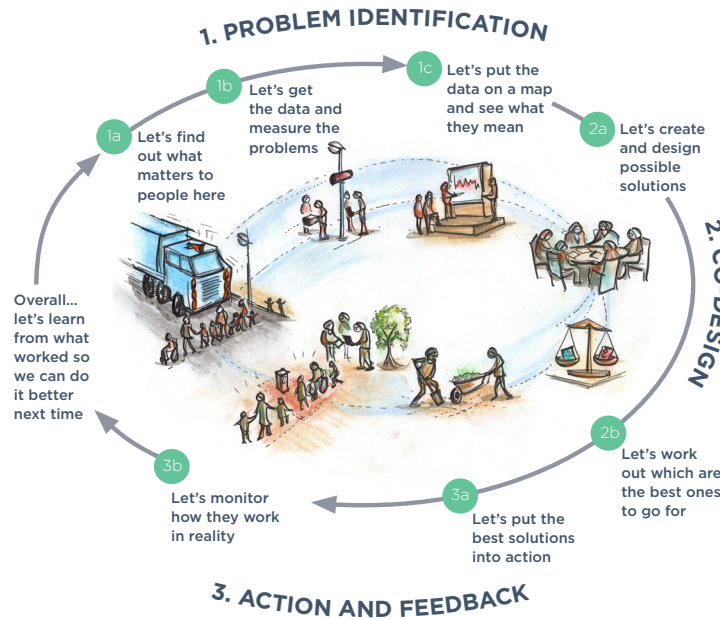 1. PROBLEM IDENTIFICATION
1a
Let's find
out what
matters to
people here
1b
Let's get
the data and
measure the
problems
1c
Let's put the
data on a map
and see what
they mean
2a
Let's create
and design
possible
solutions
2. CO-DESIGN
2b
Let's work
out which are
the best ones
to go for
3a
Let's put the
best solutions
into action
3b
Let's monitor
how they work
in reality
Overall...
let's learn
from what
worked so
we can do
it better
next time
3. ACTION AND FEEDBACK